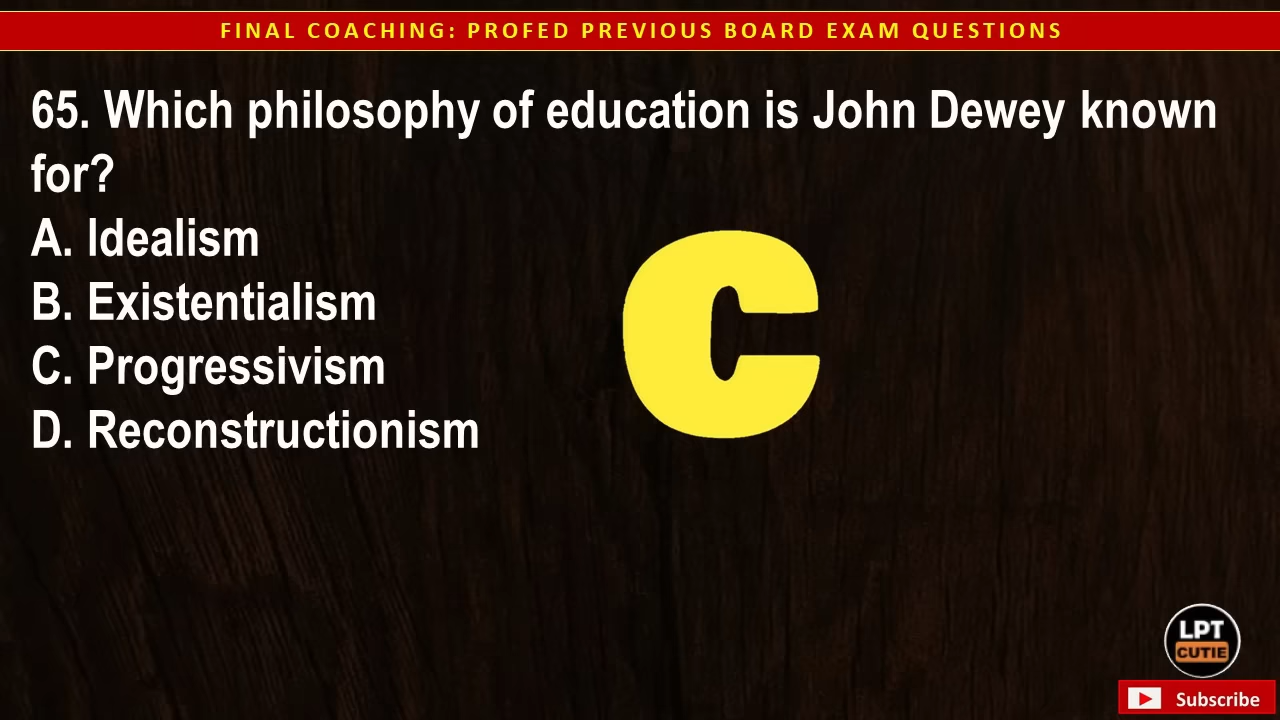 FINAL COACHING: PROFED PREVIOUS BOARD EXAM QUESTIONS
65. Which philosophy of education is John Dewey known
for?
A. Idealism
B. Existentialism
C. Progressivism
D. Reconstructionism
C
LPT
CUTIE
Subscribe